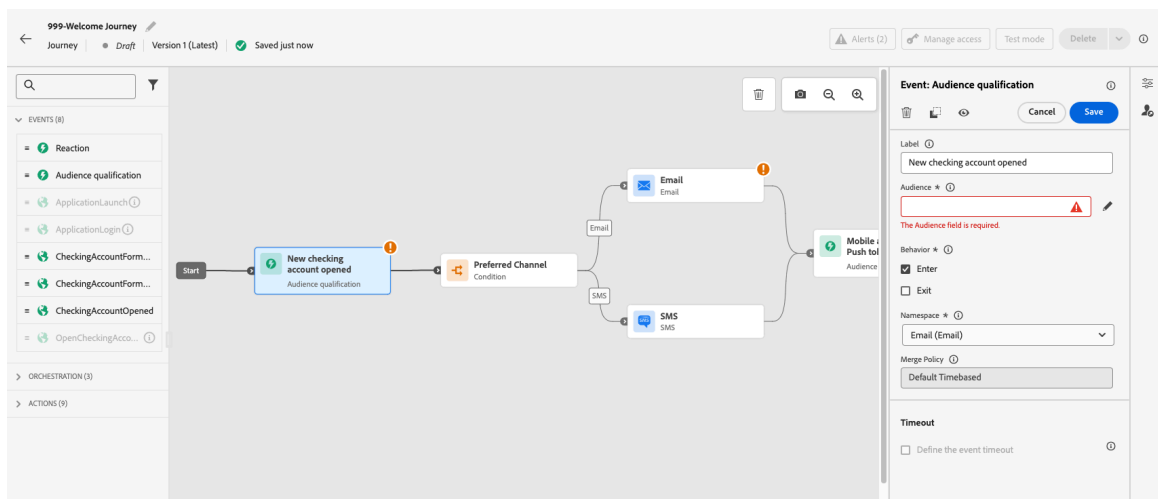 999-Welcome Journey
Journey
Draft
Version 1 (Latest)
Saved just now
Alerts (2)
Manage access
Test mode
Delete
EVENTS (8)
Reaction
Audience qualification
ApplicationLaunch
ApplicationLogin
CheckingAccountForm...
CheckingAccountForm...
CheckingAccountOpened
OpenCheckingAcco...
ORCHESTRATION (3)
ACTIONS (9)
Start
New checking
account opened
Audience qualification
Preferred Channel
Condition
Email
SMS
Email
Email
SMS
SMS
Mobile
Push
Audience
Event: Audience qualification
Cancel
Save
Label
New checking account opened
Audience *
The Audience field is required.
Behavior *
Enter
Exit
Namespace *
Email (Email)
Merge Policy
Default Timebased
Timeout
Define the event timeout